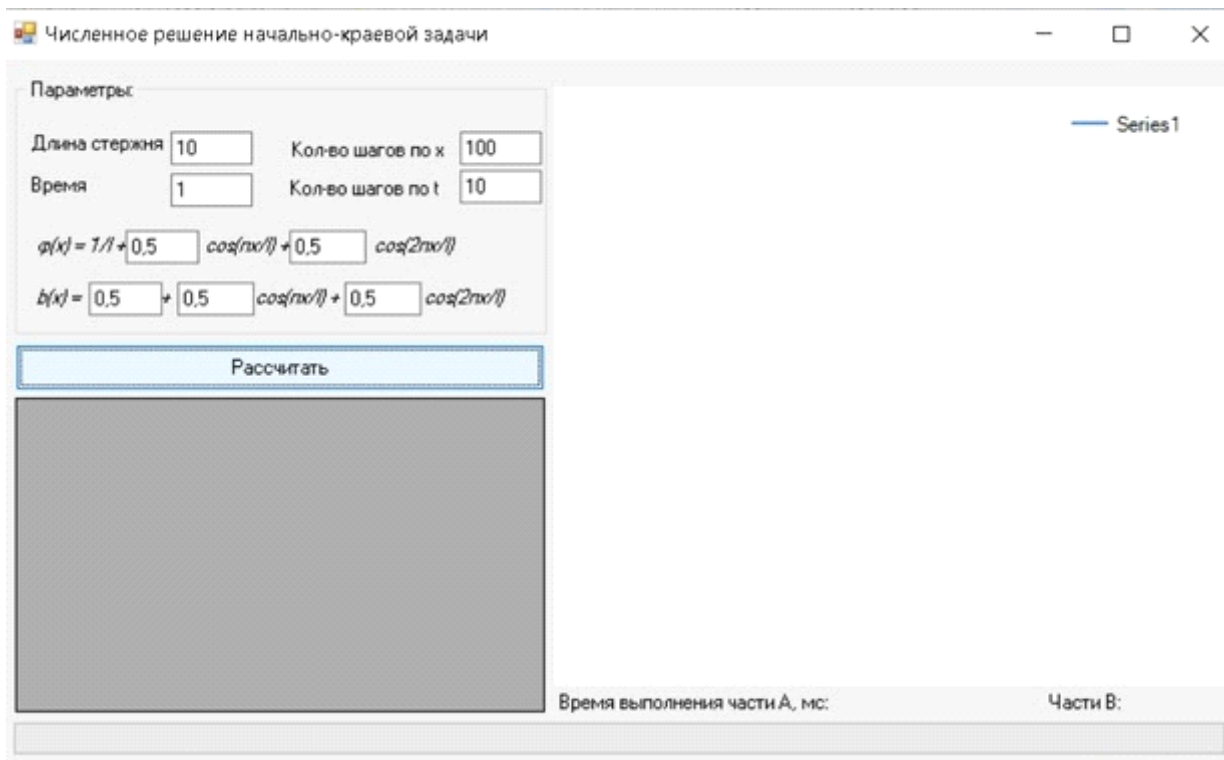 Численное решение начально-краевой задачи
Параметры:
Длина стержня 10 Кол-во шагов по x 100
Время 1 Кол-во шагов по t 10
φ(x) = 1/l + 0,5 cos(πx/l) + 0,5 cos(2πx/l)
b(x) = 0,5 + 0,5 cos(πx/l) + 0,5 cos(2πx/l)
Рассчитать
Series1
Время выполнения части А, мс: Части В: